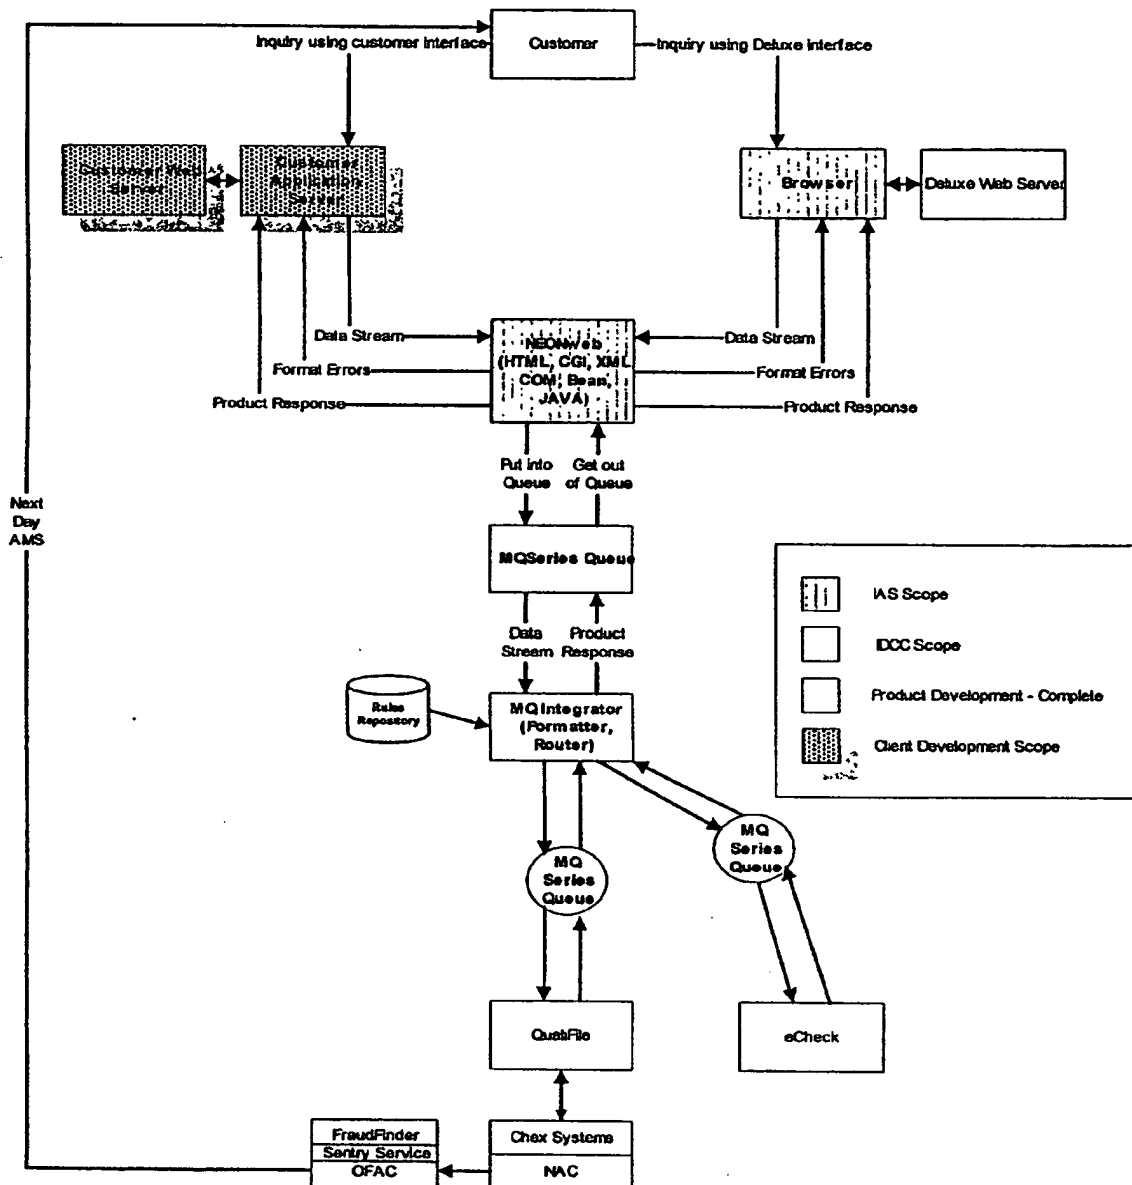 Customer
Inquiry using customer interface
Inquiry using Deluxe interface
Customer Web
Server
Customer
Application
Server
Browser
Deluxe Web Server
Data Stream
Format Errors
Product Response
NEONweb
(HTML, CGI, XML
COM, Bean,
JAVA)
Data Stream
Format Errors
Product Response
Put into
Queue
Get out
of Queue
Next
Day
AMS
MQSeries Queue
Data
Stream
Product
Response
IAS Scope
IDCC Scope
Product Development - Complete
Client Development Scope
Rules
Repository
MQ Integrator
(Formatter,
Router)
MQ
Series
Queue
MQ
Series
Queue
QualiFile
eCheck
FraudFinder
Sentry Service
OFAC
Chex Systems
NAC